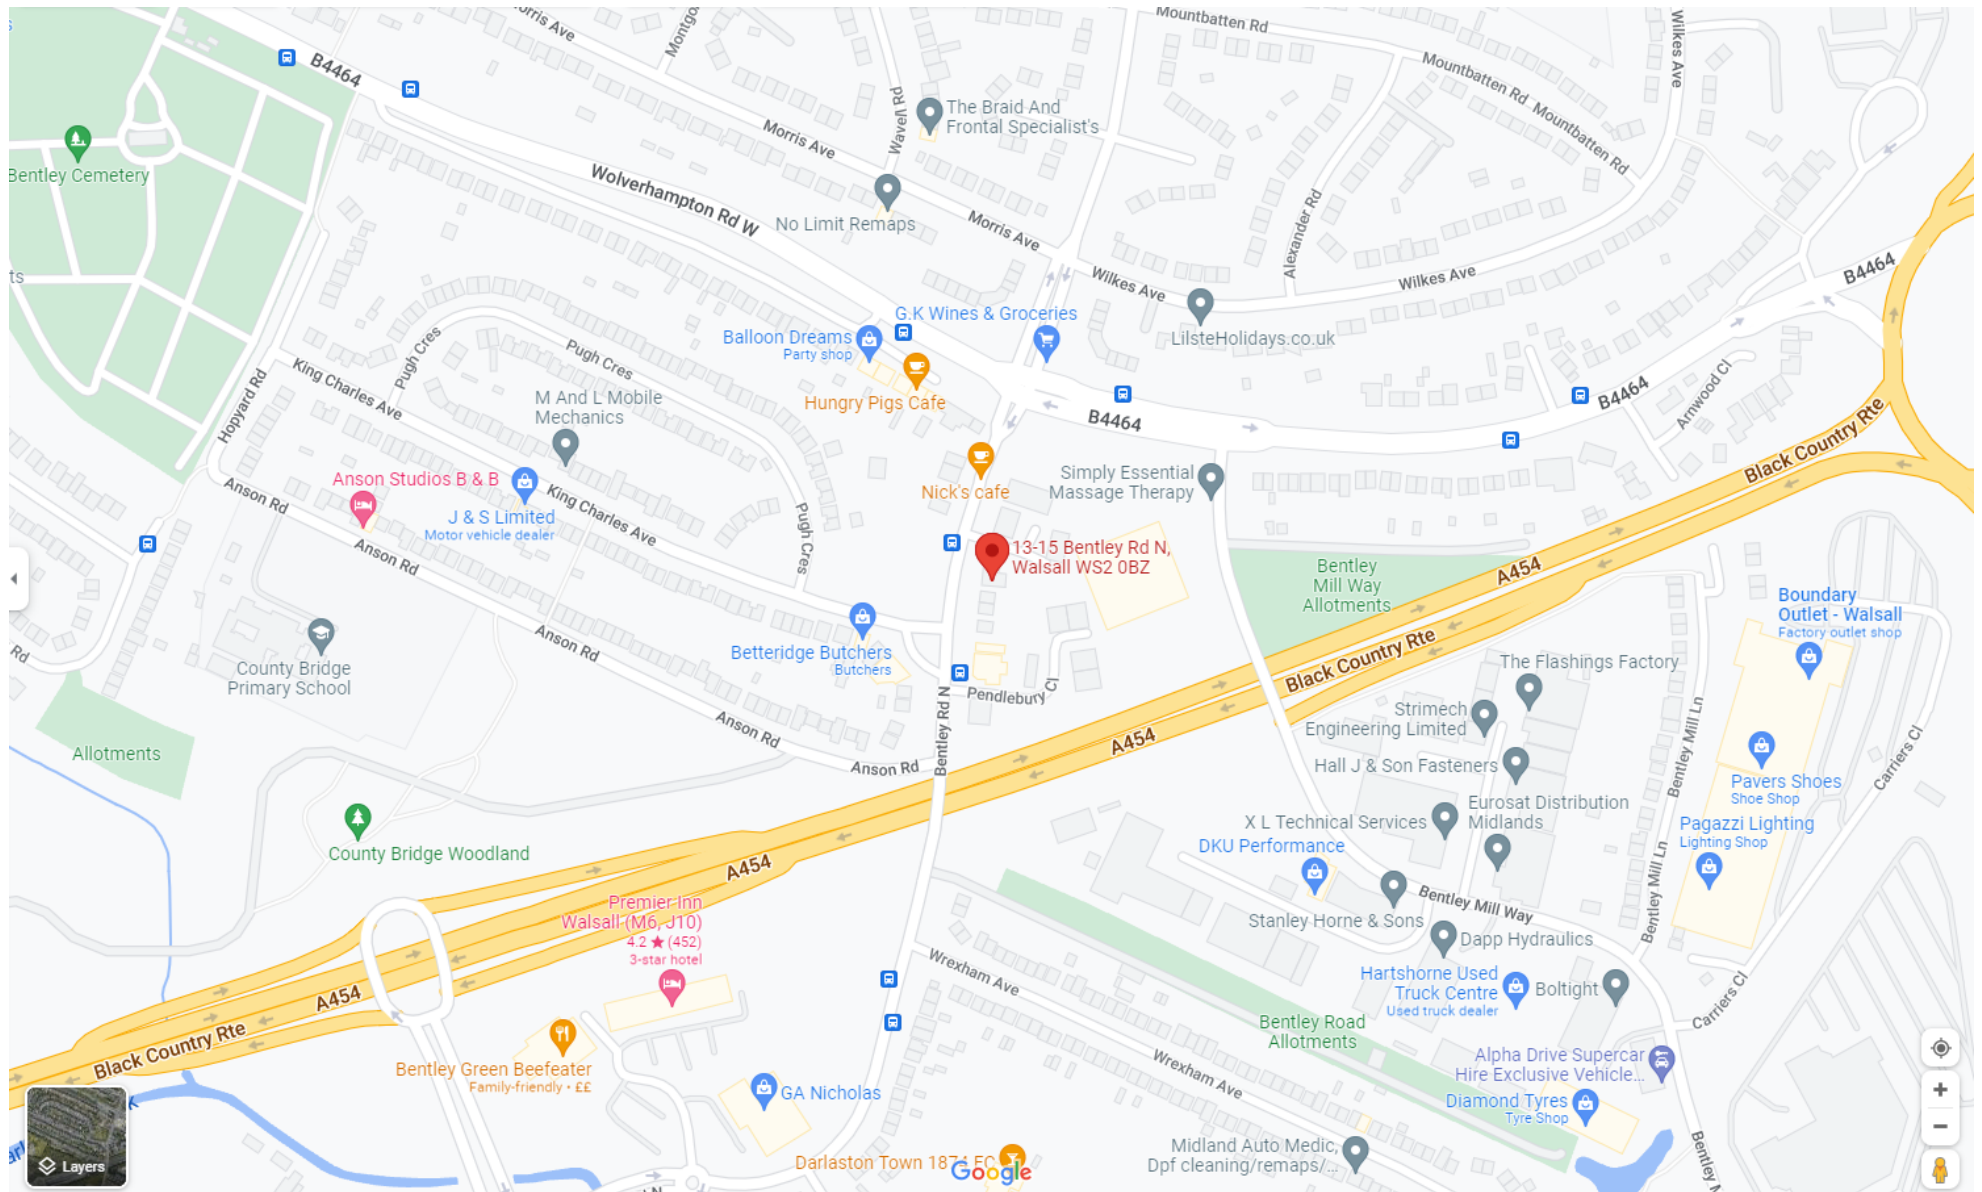 orris Ave
Montgo
Mountbatten Rd
Wilkes Ave
B4464
Mountbatten Rd
Mountbatten Rd
Wavell Rd
The Braid And
Frontal Specialist's
Morris Ave
Bentley Cemetery
Wolverhampton Rd W
No Limit Remaps
Morris Ave
Alexander Rd
ts
Wilkes Ave
Wilkes Ave
B4464
G.K Wines & Groceries
Balloon Dreams
Party shop
LilsteHolidays.co.uk
Pugh Cres
Pugh Cres
King Charles Ave
Hopyard Rd
M And L Mobile
Mechanics
Hungry Pigs Cafe
B4464
B4464
Arnwood Cl
Black Country Rte
Anson Studios B & B
Anson Rd
King Charles Ave
J & S Limited
Motor vehicle dealer
Nick's cafe
Simply Essential
Massage Therapy
Pugh Cres
Anson Rd
13-15 Bentley Rd N,
Walsall WS2 0BZ
Bentley
Mill Way
Allotments
A454
Boundary
Outlet - Walsall
Factory outlet shop
Rd
County Bridge
Primary School
Anson Rd
Betteridge Butchers
Butchers
Pendlebury Cl
Black Country Rte
The Flashings Factory
Bentley Rd N
Strimech
Engineering Limited
Bentley Mill Ln
Anson Rd
Allotments
A454
Anson Rd
Hall J & Son Fasteners
Carriers Cl
Pavers Shoes
Shoe Shop
Eurosat Distribution
Midlands
X L Technical Services
Pagazzi Lighting
Lighting Shop
County Bridge Woodland
DKU Performance
A454
Bentley Mill Ln
Premier Inn
Walsall (M6, J10)
4.2 ★ (452)
3-star hotel
Bentley Mill Way
Stanley Horne & Sons
Dapp Hydraulics
Wrexham Ave
Hartshorne Used
Truck Centre
Used truck dealer
Boltight
A454
Carriers Cl
Black Country Rte
Bentley Road
Allotments
Bentley Green Beefeater
Family-friendly • ££
Wrexham Ave
Alpha Drive Supercar
Hire Exclusive Vehicle...
GA Nicholas
Diamond Tyres
Tyre Shop
Layers
Darlaston Town 1874 FC
Google
Midland Auto Medic,
Dpf cleaning/remaps/...
Bentley M